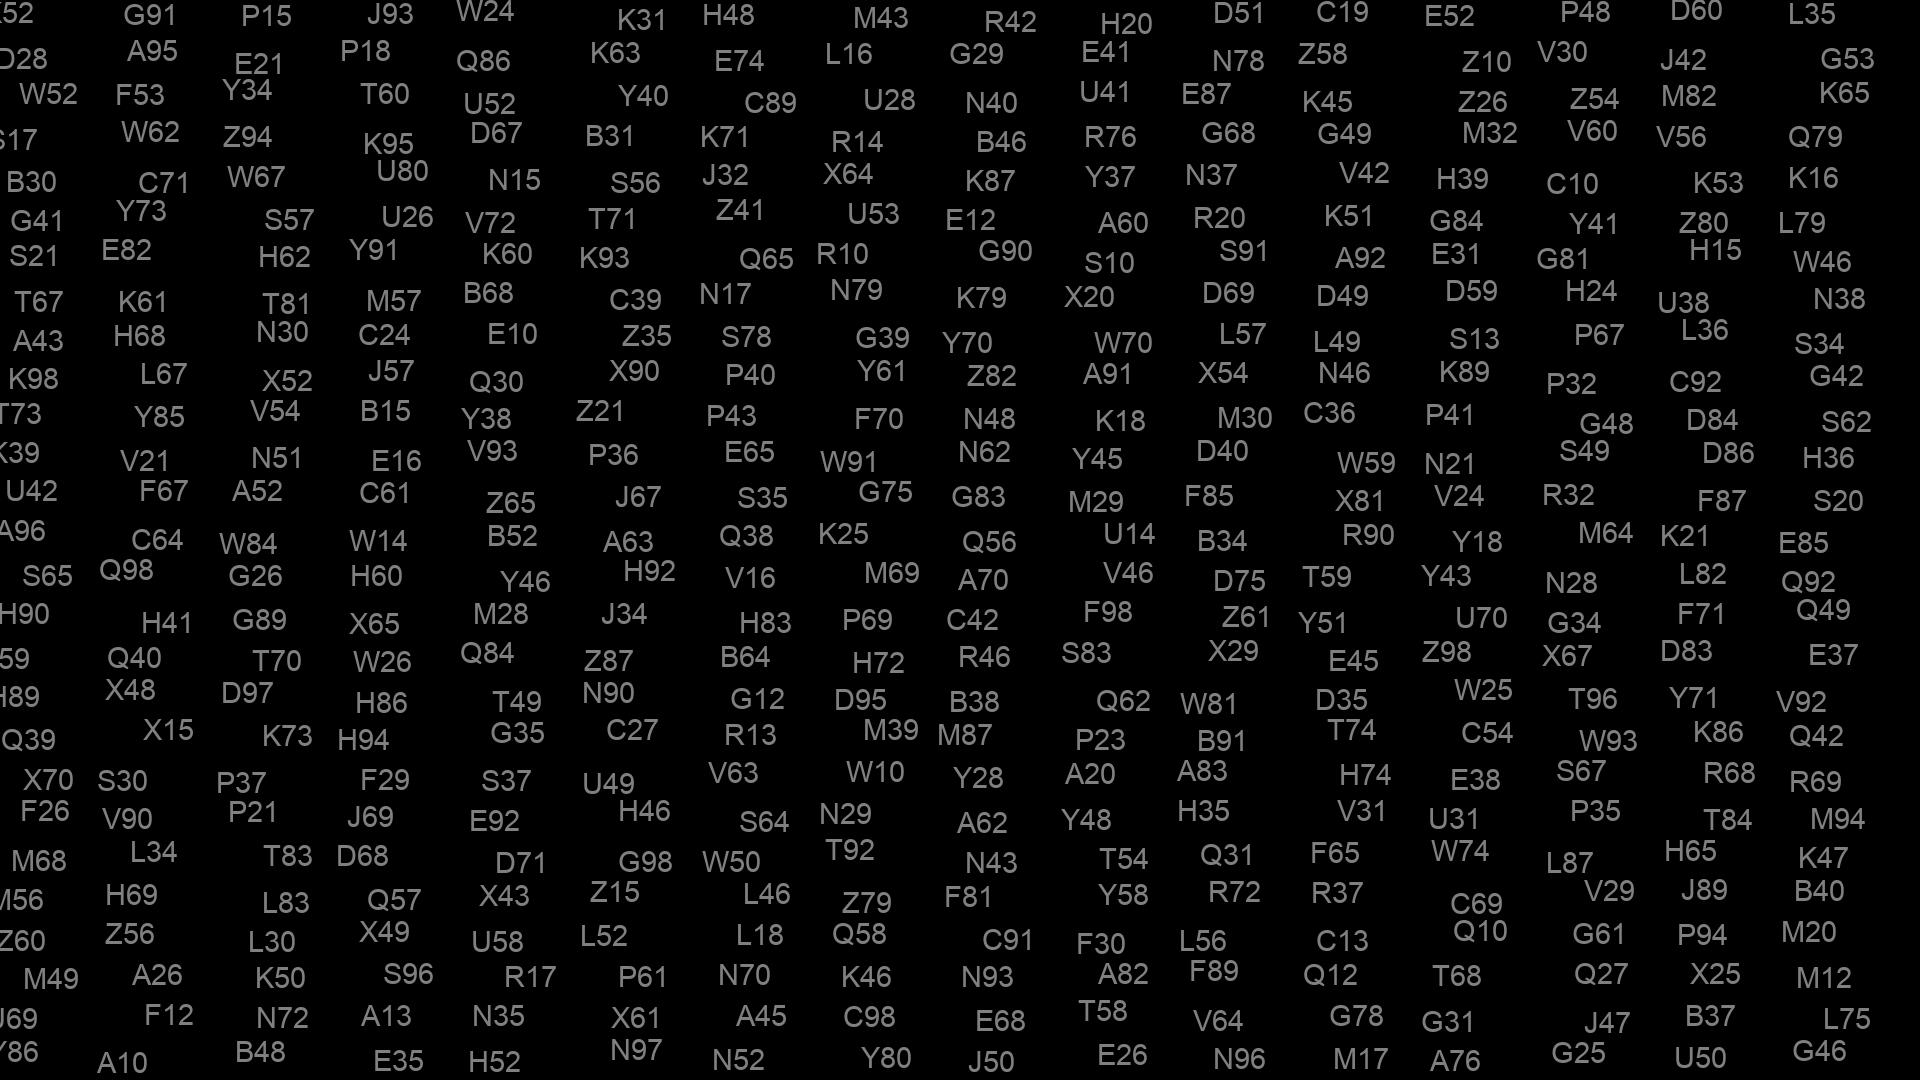 G91 P15 J93 W24 K31 H48 M43 R42 H20 D51 C19 E52 P48 D60 L35
D28 A95 E21 P18 Q86 K63 E74 L16 G29 E41 N78 Z58 Z10 V30 J42 G53
W52 F53 Y34 T60 U52 Y40 C89 U28 N40 U41 E87 K45 Z26 Z54 M82 K65
S17 W62 Z94 K95 D67 B31 K71 R14 B46 R76 G68 G49 M32 V60 V56 Q79
B30 C71 W67 U80 N15 S56 J32 X64 K87 Y37 N37 V42 H39 C10 K53 K16
G41 Y73 S57 U26 V72 T71 Z41 U53 E12 A60 R20 K51 G84 Y41 Z80 L79
S21 E82 H62 Y91 K60 K93 Q65 R10 G90 S10 S91 A92 E31 G81 H15 W46
T67 K61 T81 M57 B68 C39 N17 N79 K79 X20 D69 D49 D59 H24 U38 N38
A43 H68 N30 C24 E10 Z35 S78 G39 Y70 W70 L57 L49 S13 P67 L36 S34
K98 L67 X52 J57 Q30 X90 P40 Y61 Z82 A91 X54 N46 K89 P32 C92 G42
T73 Y85 V54 B15 Y38 Z21 P43 F70 N48 K18 M30 C36 P41 G48 D84 S62
K39 V21 N51 E16 V93 P36 E65 W91 N62 Y45 D40 W59 N21 S49 D86 H36
U42 F67 A52 C61 Z65 J67 S35 G75 G83 M29 F85 X81 V24 R32 F87 S20
A96 C64 W84 W14 B52 A63 Q38 K25 Q56 U14 B34 R90 Y18 M64 K21 E85
S65 Q98 G26 H60 Y46 H92 V16 M69 A70 V46 D75 T59 Y43 N28 L82 Q92
H90 H41 G89 X65 M28 J34 H83 P69 C42 F98 Z61 Y51 U70 G34 F71 Q49
Q40 T70 W26 Q84 Z87 B64 H72 R46 S83 X29 E45 Z98 X67 D83 E37
H89 X48 D97 H86 T49 N90 G12 D95 B38 Q62 W81 D35 W25 T96 Y71 V92
Q39 X15 K73 H94 G35 C27 R13 M39 M87 P23 B91 T74 C54 W93 K86 Q42
X70 S30 P37 F29 S37 U49 V63 W10 Y28 A20 A83 H74 E38 S67 R68 R69
F26 V90 P21 J69 E92 H46 S64 N29 A62 Y48 H35 V31 U31 P35 T84 M94
M68 L34 T83 D68 D71 G98 W50 T92 N43 T54 Q31 F65 W74 L87 H65 K47
M56 H69 L83 Q57 X43 Z15 L46 Z79 F81 Y58 R72 R37 C69 V29 J89 B40
Z60 Z56 L30 X49 U58 L52 L18 Q58 C91 F30 L56 C13 Q10 G61 P94 M20
M49 A26 K50 S96 R17 P61 N70 K46 N93 A82 F89 Q12 T68 Q27 X25 M12
F12 N72 A13 N35 X61 A45 C98 E68 T58 V64 G78 G31 J47 B37 L75
Y86 A10 B48 E35 H52 N97 N52 Y80 J50 E26 N96 M17 A76 G25 U50 G46